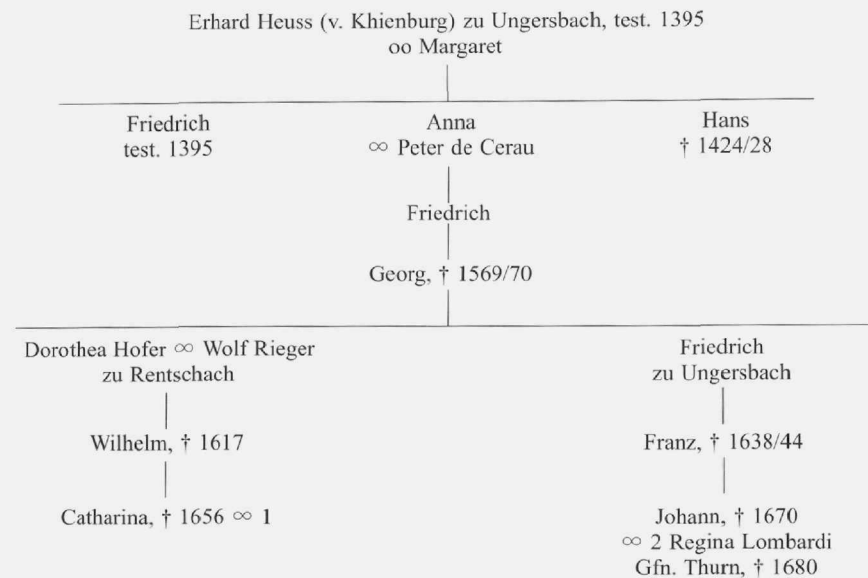 Erhard Heuss (v. Khienburg) zu Ungersbach, test. 1395
oo Margaret
Friedrich
test. 1395
Anna
∞ Peter de Cerau
Hans
† 1424/28
Friedrich
Georg, † 1569/70
Dorothea Hofer ∞ Wolf Rieger
zu Rentschach
Friedrich
zu Ungersbach
Wilhelm, † 1617
Franz, † 1638/44
Catharina, † 1656 ∞ 1
Johann, † 1670
∞ 2 Regina Lombardi
Gfn. Thurn, † 1680